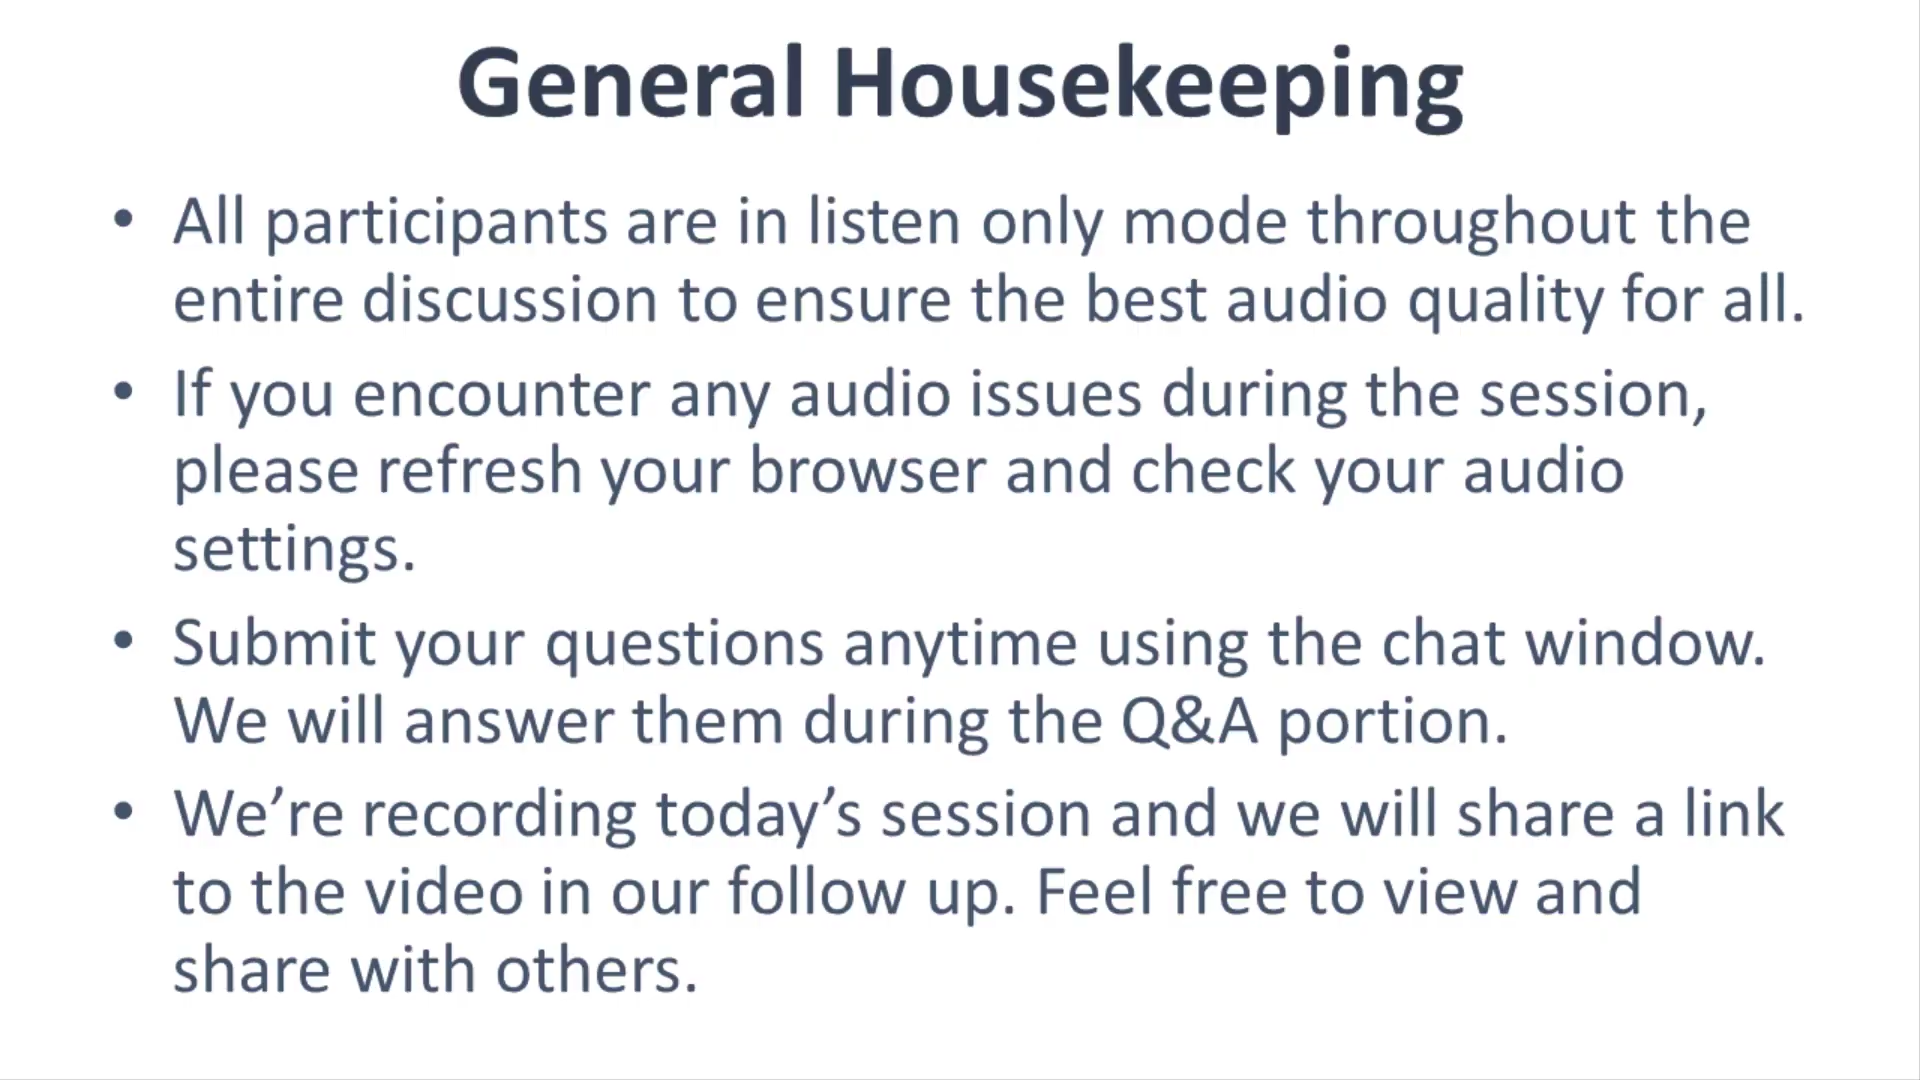 General Housekeeping
• All participants are in listen only mode throughout the
entire discussion to ensure the best audio quality for all.
• If you encounter any audio issues during the session,
please refresh your browser and check your audio
settings.
• Submit your questions anytime using the chat window.
We will answer them during the Q&A portion.
• We’re recording today’s session and we will share a link
to the video in our follow up. Feel free to view and
share with others.